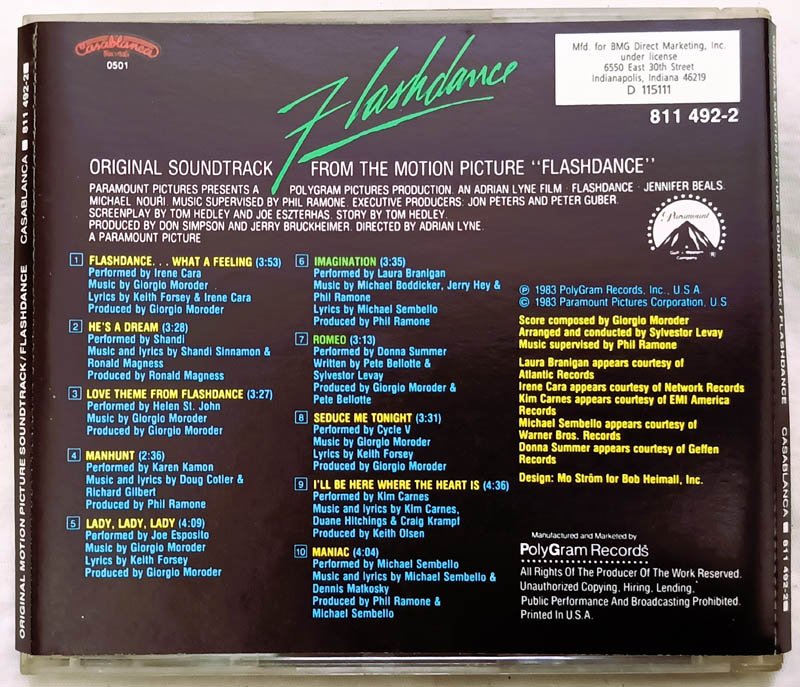 Casablanca
Records
0501
Flashdance
Mfd. for BMG Direct Marketing, Inc.
under license
6550 East 30th Street
Indianapolis, Indiana 46219
D 115111
811 492-2
ORIGINAL SOUNDTRACK FROM THE MOTION PICTURE "FLASHDANCE"
PARAMOUNT PICTURES PRESENTS A POLYGRAM PICTURES PRODUCTION. AN ADRIAN LYNE FILM · FLASHDANCE · JENNIFER BEALS.
MICHAEL NOURI. MUSIC SUPERVISED BY PHIL RAMONE. EXECUTIVE PRODUCERS: JON PETERS and PETER GUBER.
SCREENPLAY BY TOM HEDLEY and JOE ESZTERHAS. STORY BY TOM HEDLEY.
PRODUCED BY DON SIMPSON and JERRY BRUCKHEIMER. DIRECTED BY ADRIAN LYNE.
A PARAMOUNT PICTURE
Paramount
A
Gulf + Western
Company
1 FLASHDANCE. . . WHAT A FEELING (3:53)
Performed by Irene Cara
Music by Giorgio Moroder
Lyrics by Keith Forsey & Irene Cara
Produced by Giorgio Moroder
2 HE'S A DREAM (3:28)
Performed by Shandi
Music and lyrics by Shandi Sinnamon &
Ronald Magness
Produced by Ronald Magness
3 LOVE THEME FROM FLASHDANCE (3:27)
Performed by Helen St. John
Music by Giorgio Moroder
Produced by Giorgio Moroder
4 MANHUNT (2:36)
Performed by Karen Kamon
Music and lyrics by Doug Cotler &
Richard Gilbert
Produced by Phil Ramone
5 LADY, LADY, LADY (4:09)
Performed by Joe Esposito
Music by Giorgio Moroder
Lyrics by Keith Forsey
Produced by Giorgio Moroder
6 IMAGINATION (3:35)
Performed by Laura Branigan
Music by Michael Boddicker, Jerry Hey &
Phil Ramone
Lyrics by Michael Sembello
Produced by Phil Ramone
7 ROMEO (3:13)
Performed by Donna Summer
Written by Pete Bellotte &
Sylvester Levay
Produced by Giorgio Moroder &
Pete Bellotte
8 SEDUCE ME TONIGHT (3:31)
Performed by Cycle V
Music by Giorgio Moroder
Lyrics by Keith Forsey
Produced by Giorgio Moroder
9 I'LL BE HERE WHERE THE HEART IS (4:36)
Performed by Kim Carnes
Music and lyrics by Kim Carnes,
Duane Hitchings & Craig Krampf
Produced by Keith Olsen
10 MANIAC (4:04)
Performed by Michael Sembello
Music and lyrics by Michael Sembello &
Dennis Matkosky
Produced by Phil Ramone &
Michael Sembello
℗ 1983 PolyGram Records, Inc., U.S.A.
© 1983 Paramount Pictures Corporation, U.S.
Score composed by Giorgio Moroder
Arranged and conducted by Sylvestor Levay
Music supervised by Phil Ramone
Laura Branigan appears courtesy of
Atlantic Records
Irene Cara appears courtesy of Network Records
Kim Carnes appears courtesy of EMI America
Records
Michael Sembello appears courtesy of
Warner Bros. Records
Donna Summer appears courtesy of Geffen
Records
Design: Mo Ström for Bob Heimall, Inc.
Manufactured and Marketed by
PolyGram Records
All Rights Of The Producer Of The Work Reserved.
Unauthorized Copying, Hiring, Lending,
Public Performance And Broadcasting Prohibited.
Printed In U.S.A.
ORIGINAL MOTION PICTURE SOUNDTRACK/FLASHDANCE CASABLANCA ■ 811 492-2 ■
MOTION PICTURE SOUNDTRACK/FLASHDANCE CASABLANCA ■ 811 492-2 ■